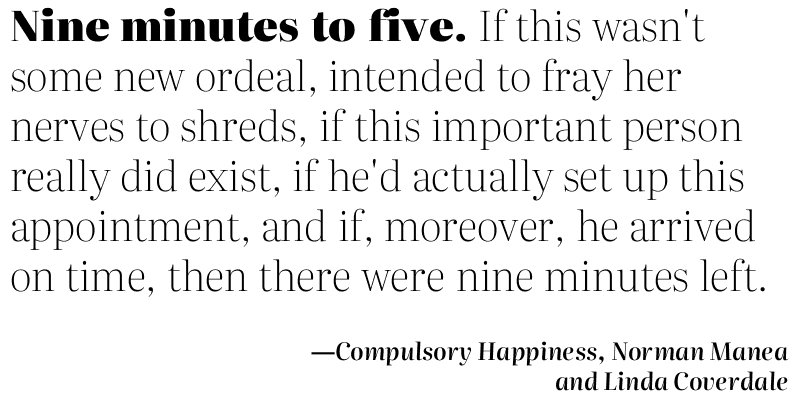 Nine minutes to five. If this wasn't
some new ordeal, intended to fray her
nerves to shreds, if this important person
really did exist, if he'd actually set up this
appointment, and if, moreover, he arrived
on time, then there were nine minutes left.
—Compulsory Happiness, Norman Manea
and Linda Coverdale